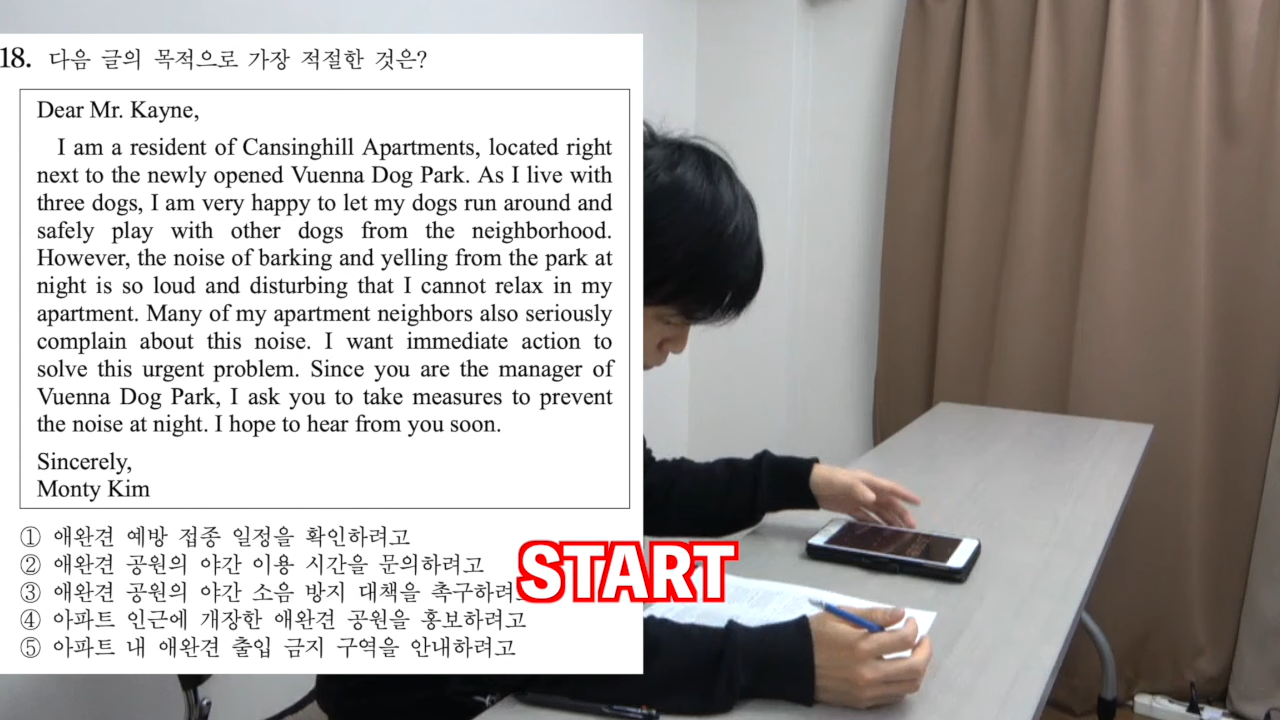 18. 다음 글의 목적으로 가장 적절한 것은?
Dear Mr. Kayne,
I am a resident of Cansinghill Apartments, located right
next to the newly opened Vuenna Dog Park. As I live with
three dogs, I am very happy to let my dogs run around and
safely play with other dogs from the neighborhood.
However, the noise of barking and yelling from the park at
night is so loud and disturbing that I cannot relax in my
apartment. Many of my apartment neighbors also seriously
complain about this noise. I want immediate action to
solve this urgent problem. Since you are the manager of
Vuenna Dog Park, I ask you to take measures to prevent
the noise at night. I hope to hear from you soon.
Sincerely,
Monty Kim
① 애완견 예방 접종 일정을 확인하려고
② 애완견 공원의 야간 이용 시간을 문의하려고
③ 애완견 공원의 야간 소음 방지 대책을 촉구하려
④ 아파트 인근에 개장한 애완견 공원을 홍보하려고
⑤ 아파트 내 애완견 출입 금지 구역을 안내하려고
START